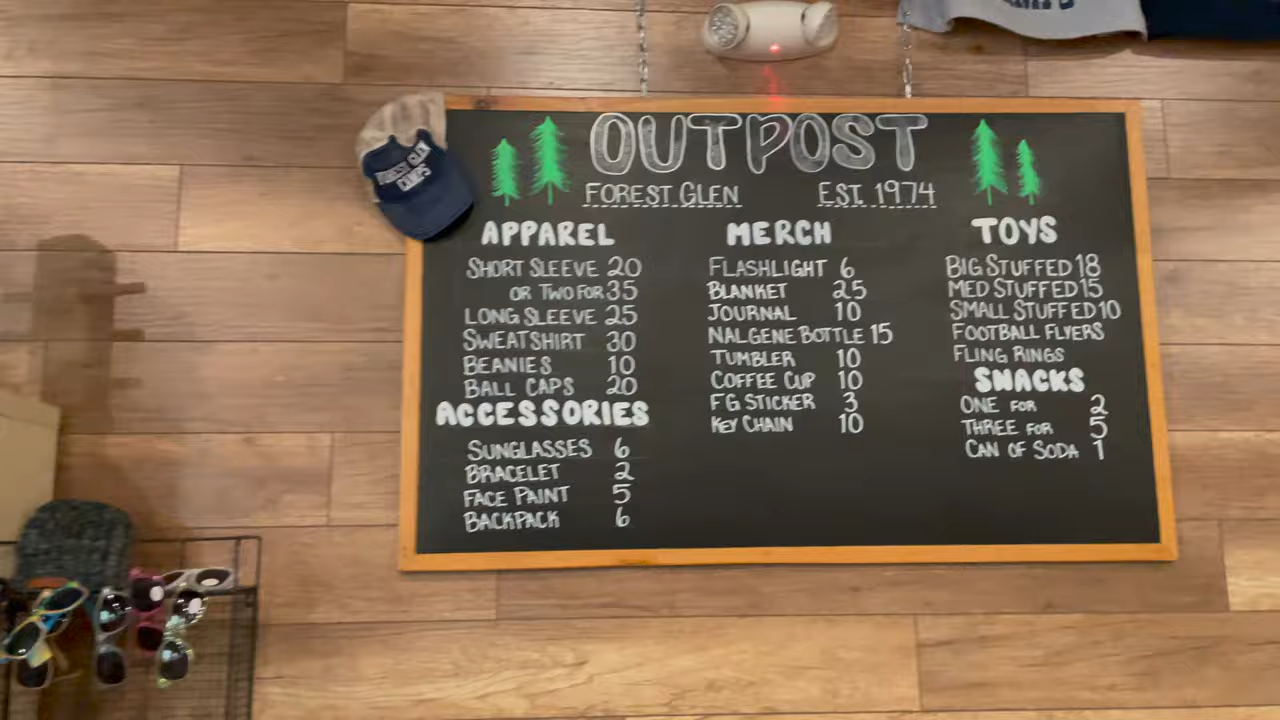 OUTPOST
FOREST GLEN
EST. 1974
APPAREL
SHORT SLEEVE 20
OR TWO FOR 35
LONG SLEEVE 25
SWEATSHIRT 30
BEANIES 10
BALL CAPS 20
ACCESSORIES
SUNGLASSES 6
BRACELET 2
FACE PAINT 5
BACKPACK 6
MERCH
FLASHLIGHT 6
BLANKET 25
JOURNAL 10
NALGENE BOTTLE 15
TUMBLER 10
COFFEE CUP 10
FG STICKER 3
KEY CHAIN 10
TOYS
BIG STUFFED 18
MED STUFFED 15
SMALL STUFFED 10
FOOTBALL FLYERS
FLING RINGS
SNACKS
ONE FOR 2
THREE FOR 5
CAN OF SODA 1
FOREST GLEN
CAMPS